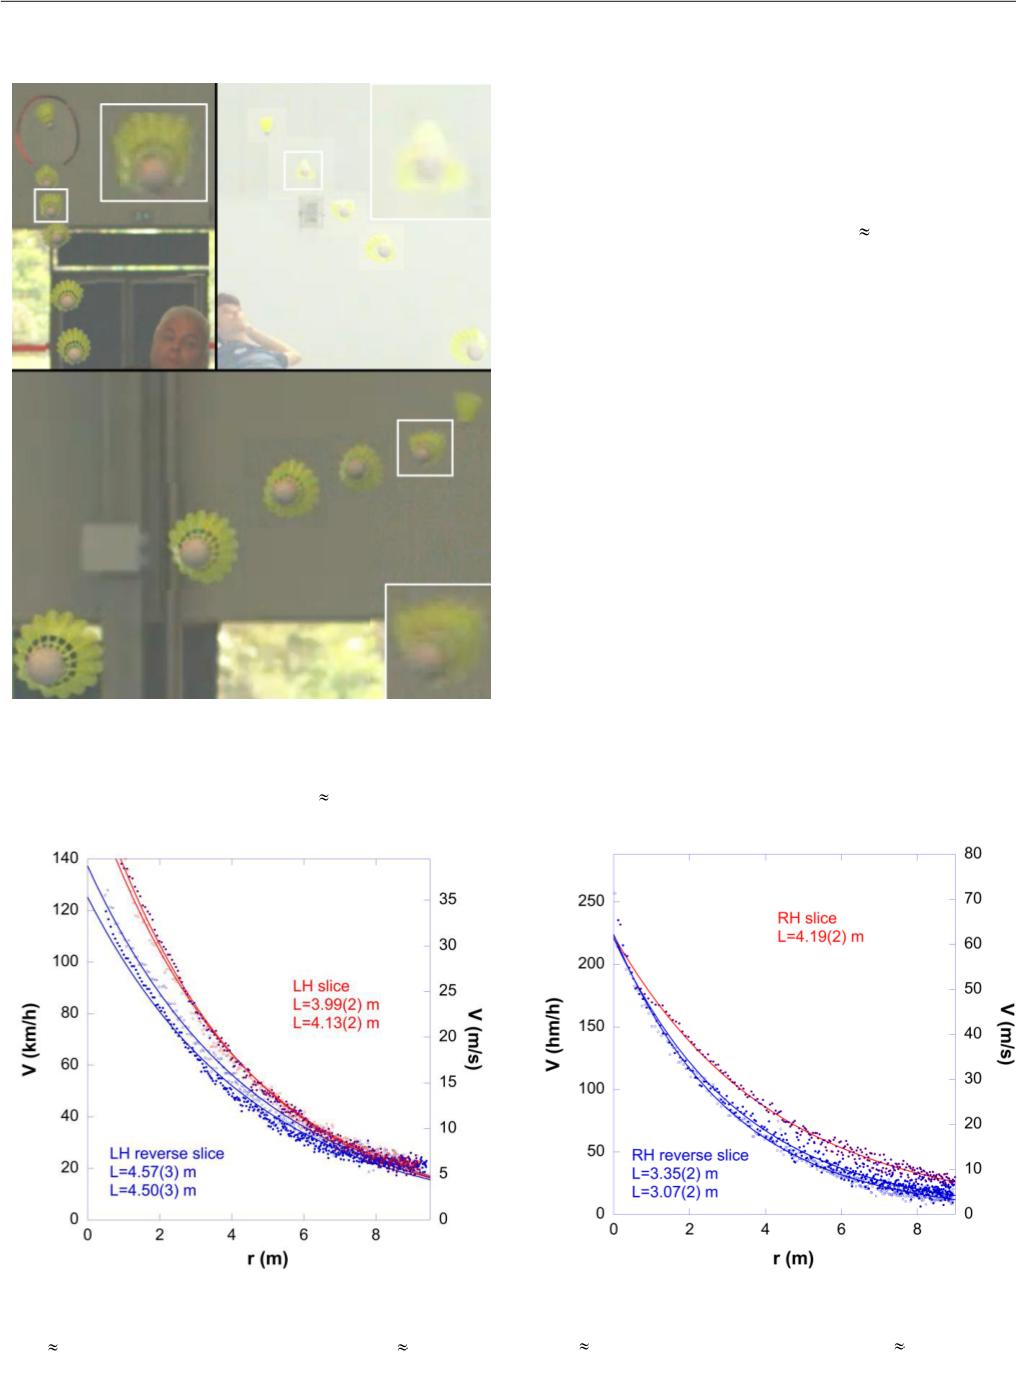 ≈
≈
140
120
100
80
60
40
20
0
V (km/h)
35
30
25
20
15
10
5
0
V (m/s)
LH slice
L=3.99(2) m
L=4.13(2) m
LH reverse slice
L=4.57(3) m
L=4.50(3) m
0 2 4 6 8
r (m)
250
200
150
100
50
0
V (hm/h)
80
70
60
50
40
30
20
10
0
V (m/s)
RH slice
L=4.19(2) m
RH reverse slice
L=3.35(2) m
L=3.07(2) m
0 2 4 6 8
r (m)
≈ ≈ ≈ ≈